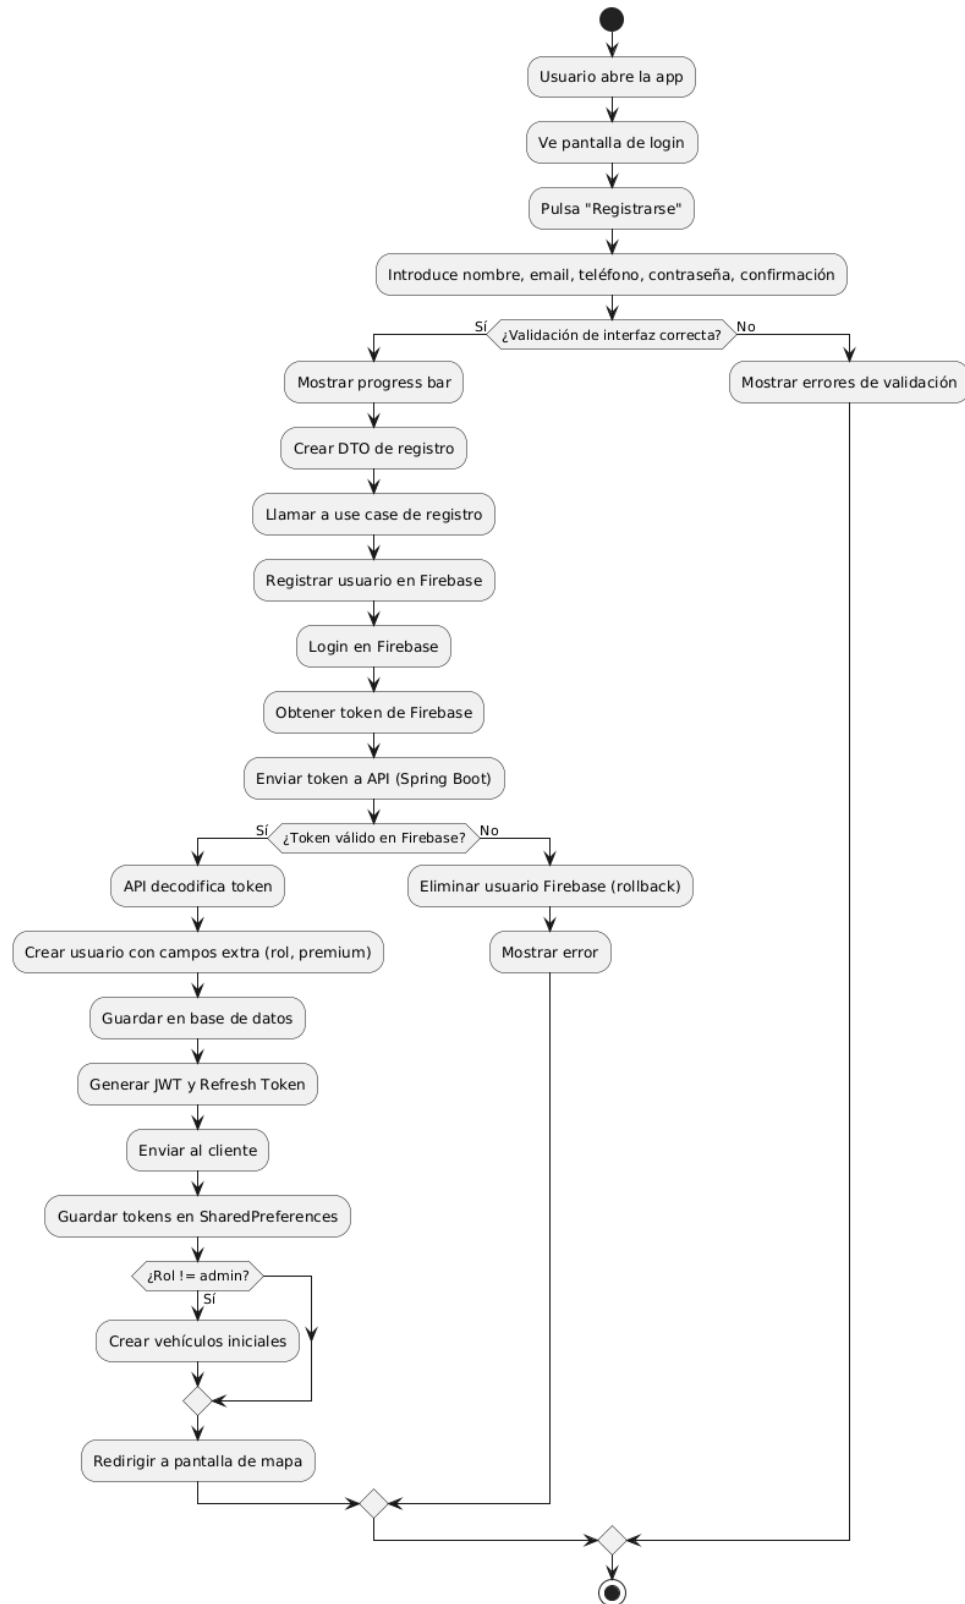 Usuario abre la app
Ve pantalla de login
Pulsa "Registrarse"
Introduce nombre, email, teléfono, contraseña, confirmación
Sí
¿Validación de interfaz correcta?
No
Mostrar progress bar
Mostrar errores de validación
Crear DTO de registro
Llamar a use case de registro
Registrar usuario en Firebase
Login en Firebase
Obtener token de Firebase
Enviar token a API (Spring Boot)
Sí
¿Token válido en Firebase?
No
API decodifica token
Eliminar usuario Firebase (rollback)
Crear usuario con campos extra (rol, premium)
Mostrar error
Guardar en base de datos
Generar JWT y Refresh Token
Enviar al cliente
Guardar tokens en SharedPreferences
¿Rol != admin?
Sí
Crear vehículos iniciales
Redirigir a pantalla de mapa